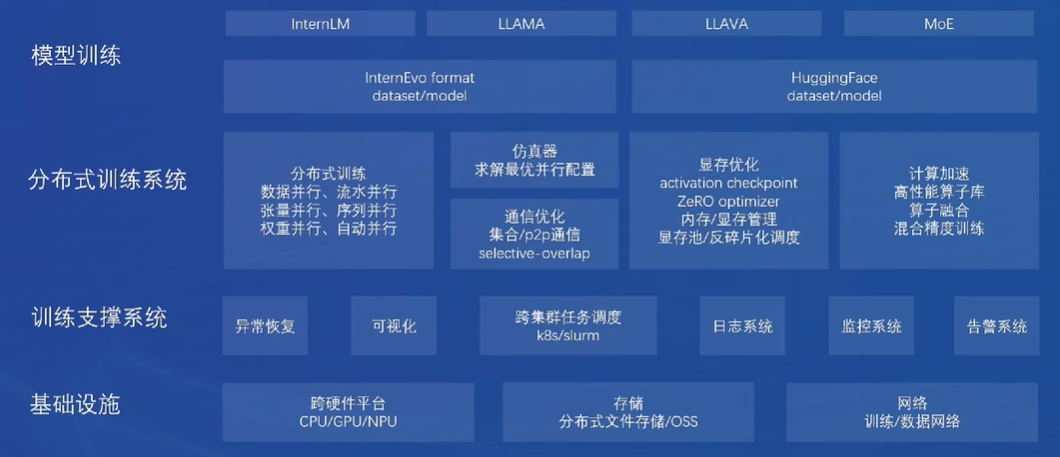 模型训练
InternLM
LLAMA
LLAVA
MoE
InternEvo format
dataset/model
HuggingFace
dataset/model
分布式训练系统
分布式训练
数据并行、流水并行
张量并行、序列并行
权重并行、自动并行
仿真器
求解最优并行配置
通信优化
集合/p2p通信
selective-overlap
显存优化
activation checkpoint
ZeRO optimizer
内存/显存管理
显存池/反碎片化调度
计算加速
高性能算子库
算子融合
混合精度训练
训练支撑系统
异常恢复
可视化
跨集群任务调度
k8s/slurm
日志系统
监控系统
告警系统
基础设施
跨硬件平台
CPU/GPU/NPU
存储
分布式文件存储/OSS
网络
训练/数据网络